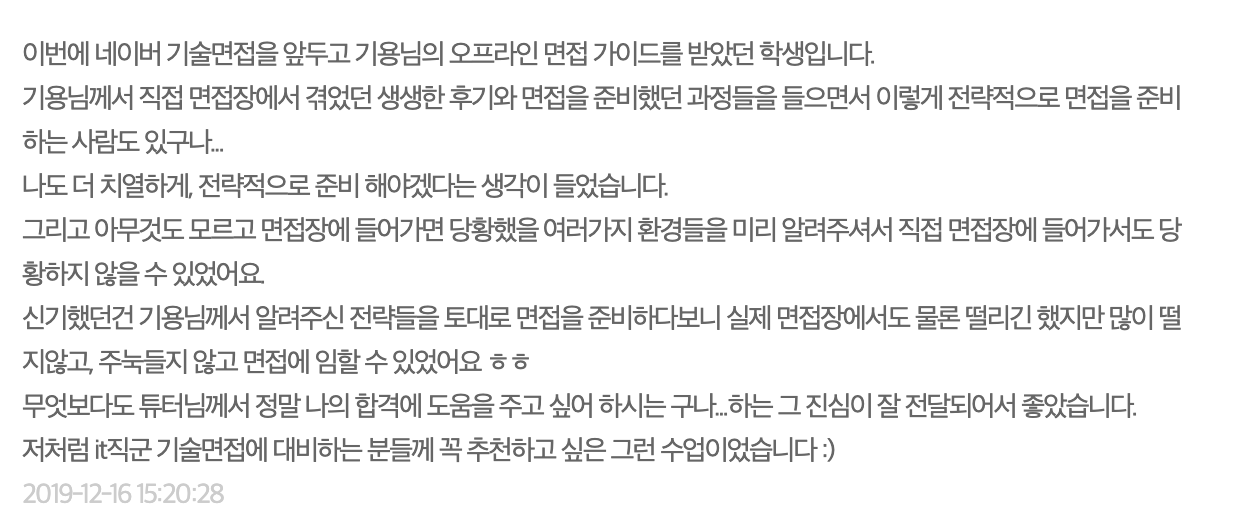 이번에 네이버 기술면접을 앞두고 기용님의 오프라인 면접 가이드를 받았던 학생입니다.
기용님께서 직접 면접장에서 겪었던 생생한 후기와 면접을 준비했던 과정들을 들으면서 이렇게 전략적으로 면접을 준비
하는 사람도 있구나...
나도 더 치열하게, 전략적으로 준비 해야겠다는 생각이 들었습니다.
그리고 아무것도 모르고 면접장에 들어가면 당황했을 여러가지 환경들을 미리 알려주셔서 직접 면접장에 들어가서도 당
황하지 않을 수 있었어요.
신기했던건 기용님께서 알려주신 전략들을 토대로 면접을 준비하다보니 실제 면접장에서도 물론 떨리긴 했지만 많이 떨
지않고, 주눅들지 않고 면접에 임할 수 있었어요 ㅎㅎ
무엇보다도 튜터님께서 정말 나의 합격에 도움을 주고 싶어 하시는 구나...하는 그 진심이 잘 전달되어서 좋았습니다.
저처럼 it직군 기술면접에 대비하는 분들께 꼭 추천하고 싶은 그런 수업이었습니다 :)
2019-12-16 15:20:28